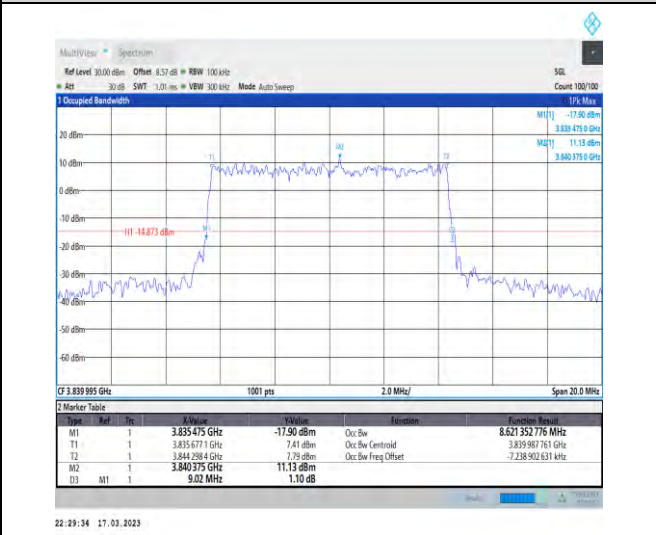 MultiView Spectrum
Ref Level 30.00 dBm Offset 8.57 dB RBW 100 kHz SGL
Att 30 dB SWT 1.01 ms VBW 300 kHz Mode Auto Sweep Count 100/100
1 Occupied Bandwidth 1Pk Max
M1[1] -17.90 dBm
3.835 475 0 GHz
M2[1] 11.13 dBm
3.840 375 0 GHz
20 dBm
M2
T1 T2
10 dBm
0 dBm
-10 dBm
H1 -14.873 dBm M1
-20 dBm
-30 dBm
-40 dBm
-50 dBm
-60 dBm
CF 3.839 995 GHz 1001 pts 2.0 MHz/ Span 20.0 MHz
2 Marker Table
Type Ref Trc X-Value Y-Value Function Function Result
M1 1 3.835 475 GHz -17.90 dBm Occ Bw 8.621 352 776 MHz
T1 1 3.835 677 1 GHz 7.41 dBm Occ Bw Centroid 3.839 987 761 GHz
T2 1 3.844 298 4 GHz 7.79 dBm Occ Bw Freq Offset -7.238 902 631 kHz
M2 1 3.840 375 GHz 11.13 dBm
D3 M1 1 9.02 MHz 1.10 dB
22:29:34 17.03.2023